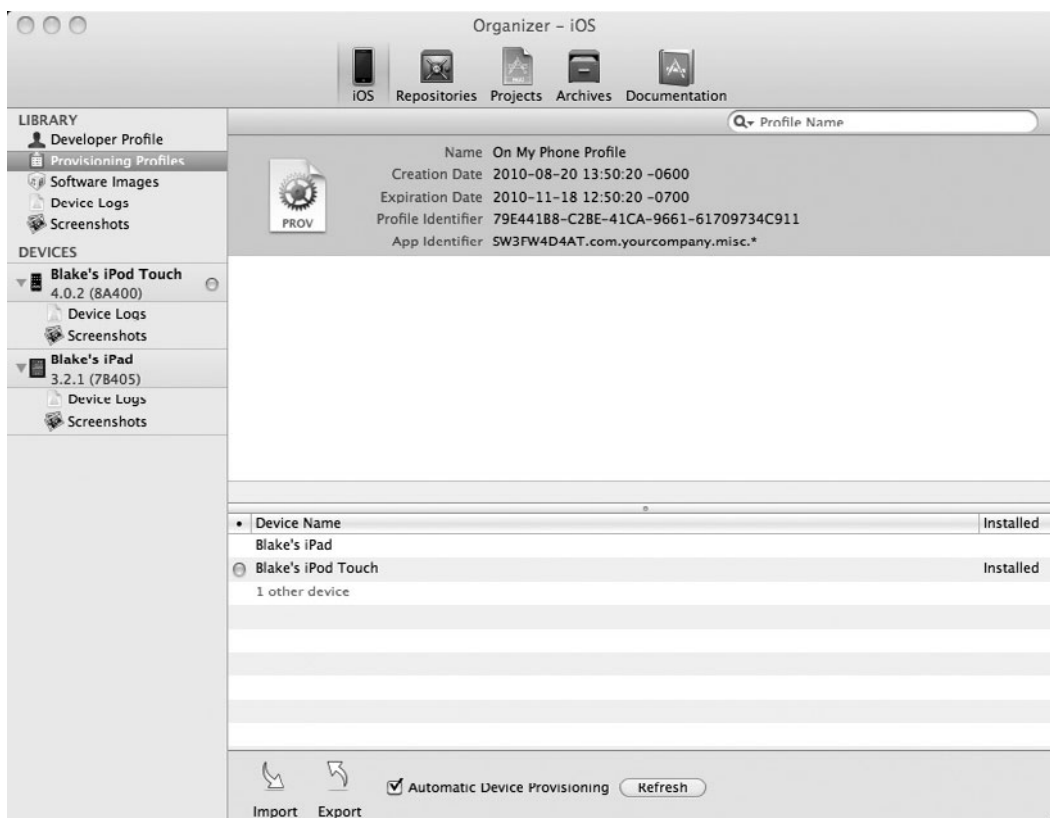 Organizer – iOS
iOS Repositories Projects Archives Documentation
Profile Name
LIBRARY
Developer Profile
Provisioning Profiles
Software Images
Device Logs
Screenshots
DEVICES
Blake's iPod Touch
4.0.2 (8A400)
Device Logs
Screenshots
Blake's iPad
3.2.1 (7B405)
Device Logs
Screenshots
PROV
Name On My Phone Profile
Creation Date 2010-08-20 13:50:20 -0600
Expiration Date 2010-11-18 12:50:20 -0700
Profile Identifier 79E441B8-C2BE-41CA-9661-61709734C911
App Identifier SW3FW4D4AT.com.yourcompany.misc.*
• Device Name Installed
Blake's iPad
Blake's iPod Touch Installed
1 other device
Automatic Device Provisioning Refresh
Import Export